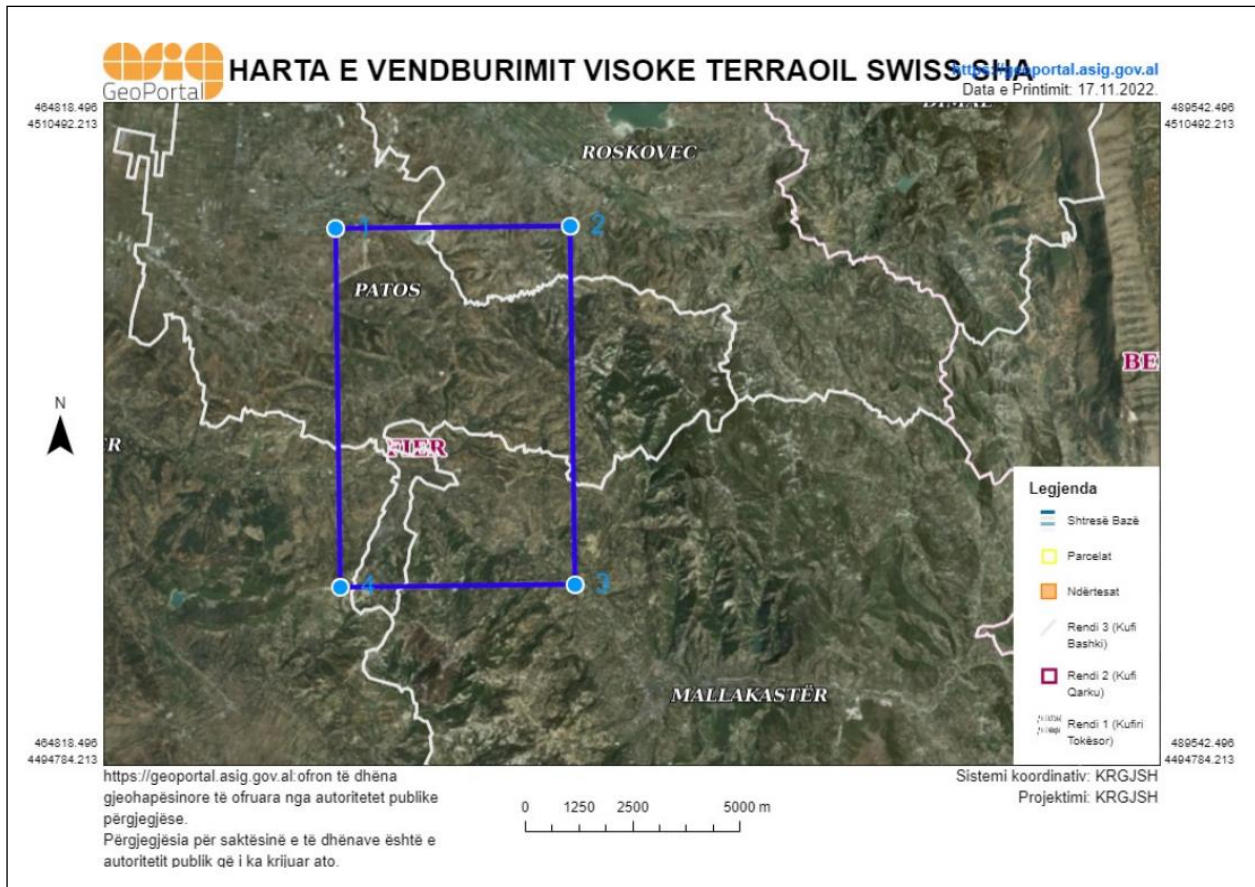 asig
GeoPortal
HARTA E VENDBURIMIT VISOKE TERRAOIL SWISS SHA
https://geoportal.asig.gov.al
Data e Printimit: 17.11.2022.
464818.496
4510492.213
489542.496
4510492.213
DIMAL
ROSKOVEC
1
2
PATOS
BE
N
FIER
ER
4
3
MALLAKASTËR
Legjenda
Shtresë Bazë
Parcelat
Ndërtesat
Rendi 3 (Kufi
Bashki)
Rendi 2 (Kufi
Qarku)
Rendi 1 (Kufiri
Tokësor)
464818.496
4494784.213
489542.496
4494784.213
https://geoportal.asig.gov.al:ofron të dhëna
gjeohapësinore të ofruara nga autoritetet publike
përgjegjëse.
Përgjegjësia për saktësinë e të dhënave është e
autoritetit publik që i ka krijuar ato.
0 1250 2500 5000 m
Sistemi koordinativ: KRGJSH
Projektimi: KRGJSH